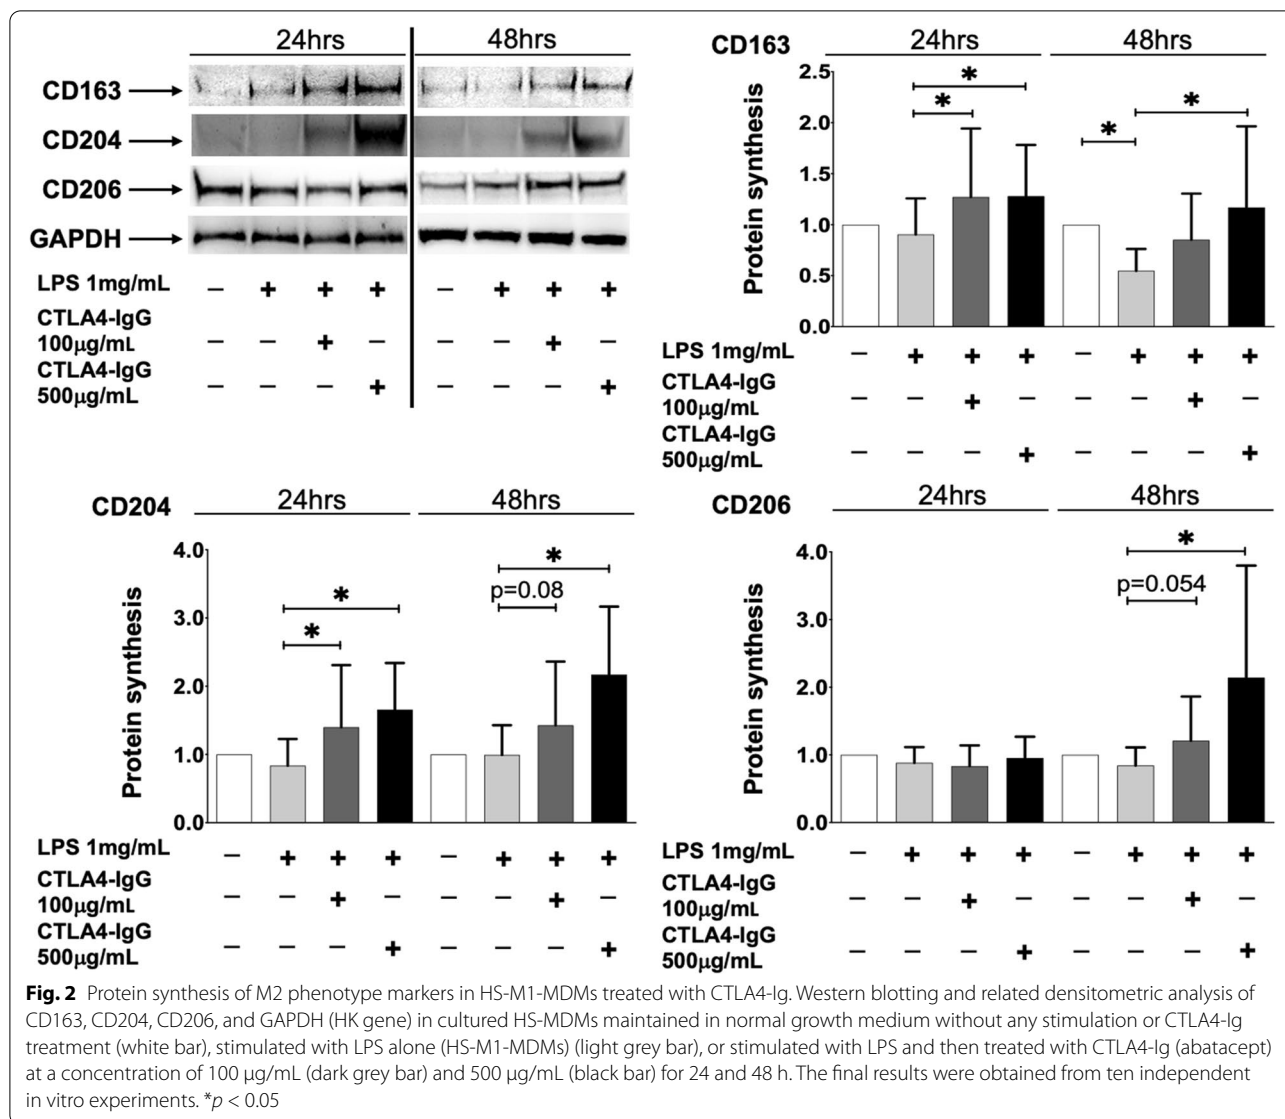 24hrs 48hrs
CD163
CD204
CD206
GAPDH
LPS 1mg/mL – + + + – + + +
CTLA4-IgG
100µg/mL – – + – – – + –
CTLA4-IgG
500µg/mL – – – + – – – +
CD163 24hrs 48hrs
Protein synthesis
2.5
2.0
1.5
1.0
0.5
0.0
* * * *
LPS 1mg/mL – + + + – + + +
CTLA4-IgG
100µg/mL – – + – – – + –
CTLA4-IgG
500µg/mL – – – + – – – +
CD204 24hrs 48hrs
Protein synthesis
4.0
3.0
2.0
1.0
0.0
* * p=0.08 *
LPS 1mg/mL – + + + – + + +
CTLA4-IgG
100µg/mL – – + – – – + –
CTLA4-IgG
500µg/mL – – – + – – – +
CD206 24hrs 48hrs
Protein synthesis
4.0
3.0
2.0
1.0
0.0
*
p=0.054
LPS 1mg/mL – + + + – + + +
CTLA4-IgG
100µg/mL – – + – – – + –
CTLA4-IgG
500µg/mL – – – + – – – +
Fig. 2 Protein synthesis of M2 phenotype markers in HS-M1-MDMs treated with CTLA4-Ig. Western blotting and related densitometric analysis of
CD163, CD204, CD206, and GAPDH (HK gene) in cultured HS-MDMs maintained in normal growth medium without any stimulation or CTLA4-Ig
treatment (white bar), stimulated with LPS alone (HS-M1-MDMs) (light grey bar), or stimulated with LPS and then treated with CTLA4-Ig (abatacept)
at a concentration of 100 µg/mL (dark grey bar) and 500 µg/mL (black bar) for 24 and 48 h. The final results were obtained from ten independent
in vitro experiments. *p < 0.05